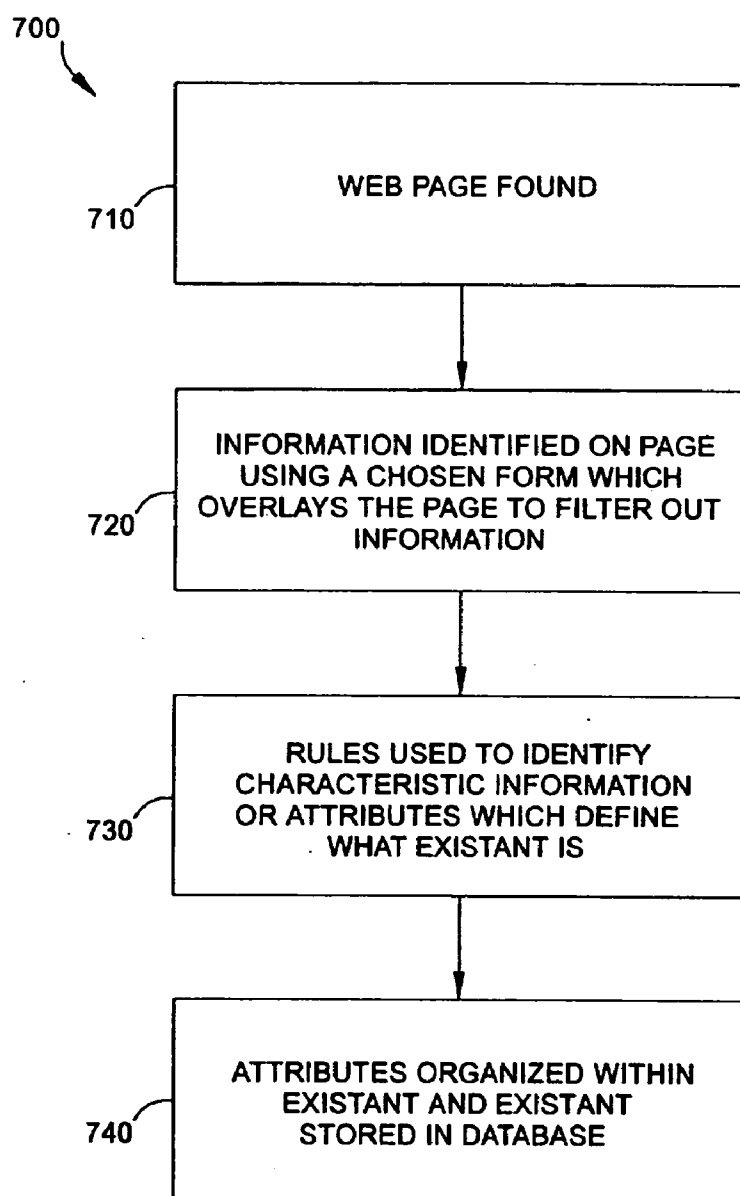 700
WEB PAGE FOUND
710
INFORMATION IDENTIFIED ON PAGE
USING A CHOSEN FORM WHICH
OVERLAYS THE PAGE TO FILTER OUT
INFORMATION
720
RULES USED TO IDENTIFY
CHARACTERISTIC INFORMATION
OR ATTRIBUTES WHICH DEFINE
WHAT EXISTANT IS
730
ATTRIBUTES ORGANIZED WITHIN
EXISTANT AND EXISTANT
STORED IN DATABASE
740